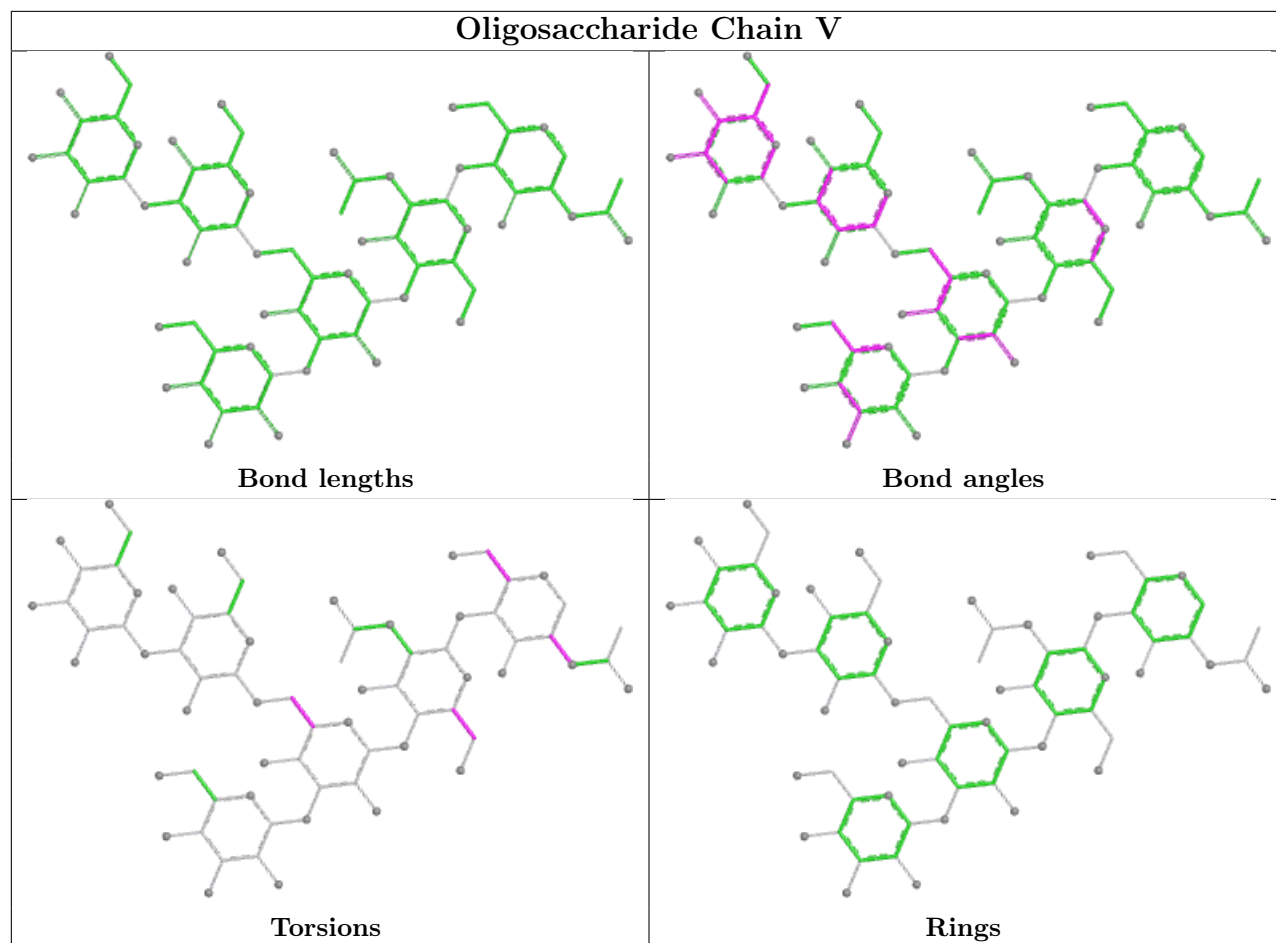 Oligosaccharide Chain V
Bond lengths
Bond angles
Torsions
Rings